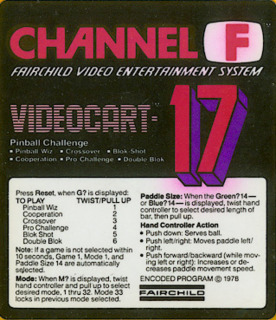 CHANNEL F
FAIRCHILD VIDEO ENTERTAINMENT SYSTEM
VIDEOCART-17
Pinball Challenge
• Pinball Wiz • Crossover • Blok-Shot
• Cooperation • Pro Challenge • Double Blok
Press Reset, when G? is displayed:
TO PLAY TWIST/PULL UP
Pinball Wiz 1
Cooperation 2
Crossover 3
Pro Challenge 4
Blok Shot 5
Double Blok 6
Note: If a game is not selected within
10 seconds, Game 1, Mode 1, and
Paddle Size 14 are automatically
selected.
Mode: When M? is displayed, twist
hand controller and pull up to select
desired mode, 1 thru 32. Mode 33
locks in previous mode selected.
Paddle Size: When the Green?14—
or Blue?14— is displayed, twist hand
controller to select desired length of
bar, then pull up.
Hand Controller Action
• Push down: Serves ball.
• Push left/right: Moves paddle left/
right.
• Push forward/backward (while mov-
ing left or right): Increases or de-
creases paddle movement speed.
ENCODED PROGRAM © 1978
FAIRCHILD